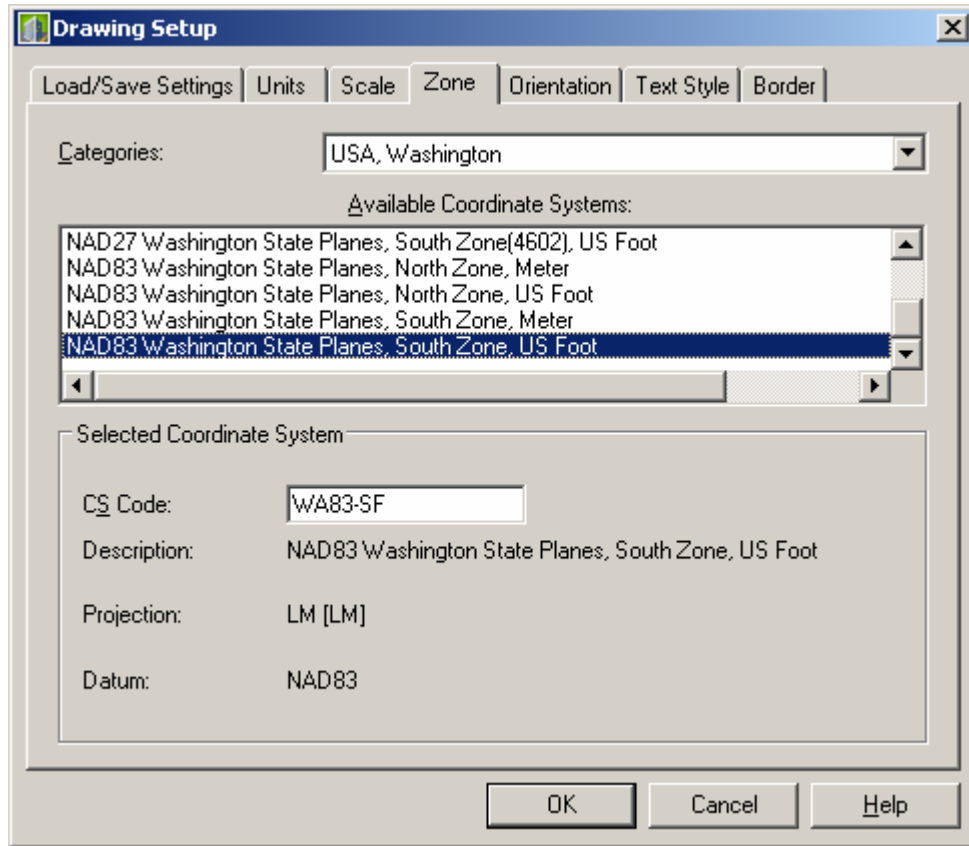 Drawing Setup
Load/Save Settings Units Scale Zone Orientation Text Style Border
Categories: USA, Washington
Available Coordinate Systems:
NAD27 Washington State Planes, South Zone(4602), US Foot
NAD83 Washington State Planes, North Zone, Meter
NAD83 Washington State Planes, North Zone, US Foot
NAD83 Washington State Planes, South Zone, Meter
NAD83 Washington State Planes, South Zone, US Foot
Selected Coordinate System
CS Code: WA83-SF
Description: NAD83 Washington State Planes, South Zone, US Foot
Projection: LM [LM]
Datum: NAD83
OK Cancel Help